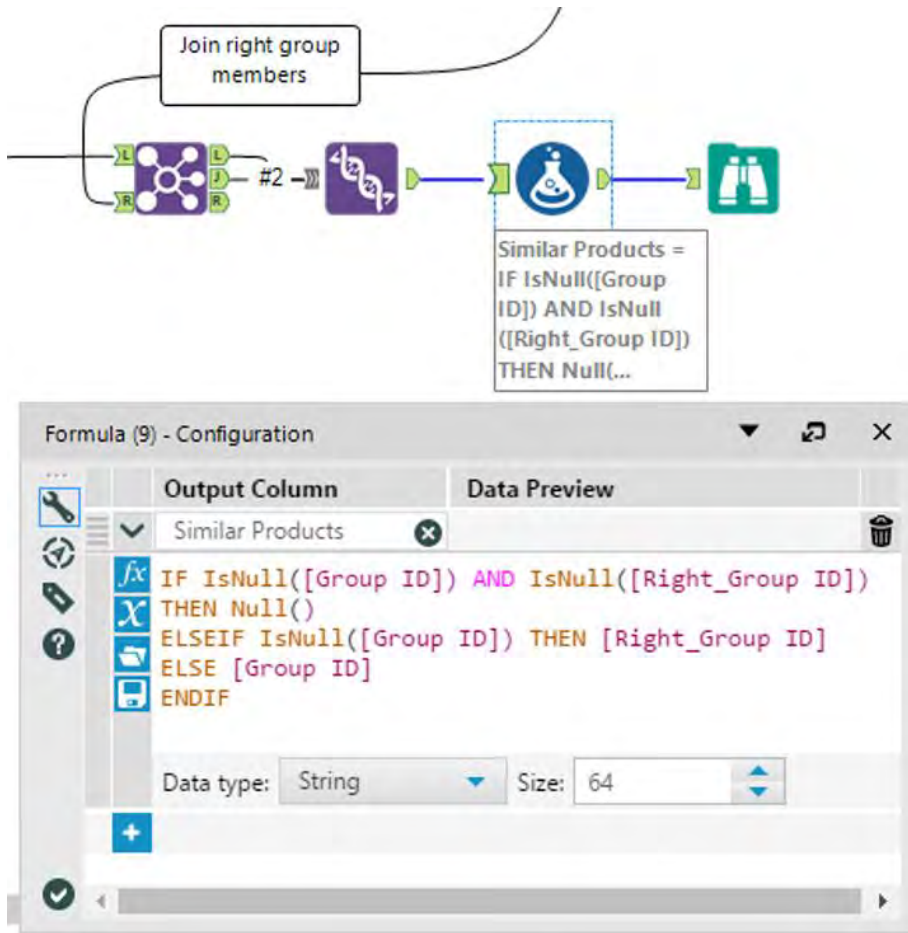 Join right group
members
L
L
J
#2
R
R
Similar Products =
IF IsNull([Group
ID]) AND IsNull
([Right_Group ID])
THEN Null(...
Formula (9) - Configuration
Output Column Data Preview
Similar Products
fx IF IsNull([Group ID]) AND IsNull([Right_Group ID])
X THEN Null()
ELSEIF IsNull([Group ID]) THEN [Right_Group ID]
ELSE [Group ID]
ENDIF
Data type: String Size: 64